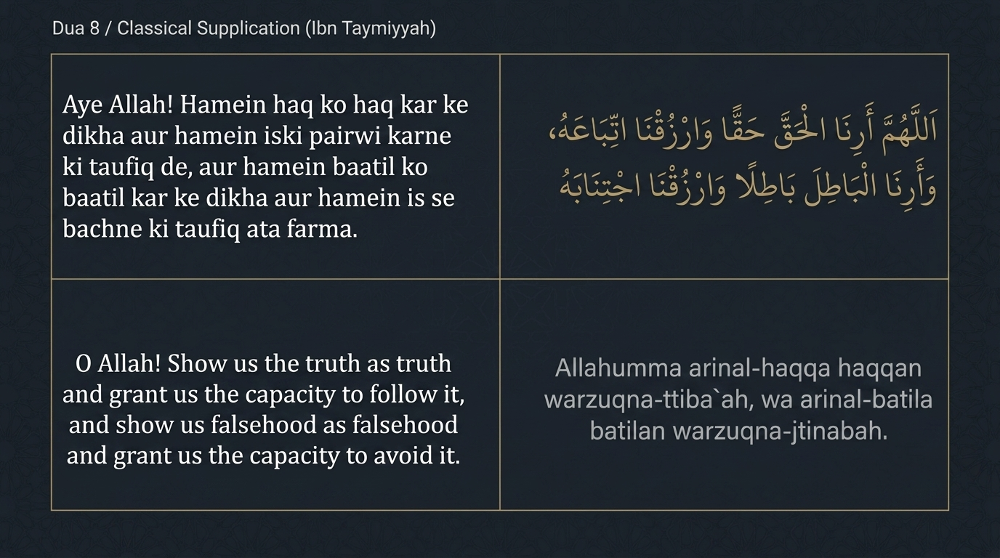 Dua 8 / Classical Supplication (Ibn Taymiyyah)
Aye Allah! Hamein haq ko haq kar ke
dikha aur hamein iski pairwi karne
ki taufiq de, aur hamein baatil ko
baatil kar ke dikha aur hamein is se
bachne ki taufiq ata farma.
اَللَّهُمَّ أَرِنَا الْحَقَّ حَقًّا وَارْزُقْنَا اتِّبَاعَهُ،
وَأَرِنَا الْبَاطِلَ بَاطِلًا وَارْزُقْنَا اجْتِنَابَهُ
O Allah! Show us the truth as truth
and grant us the capacity to follow it,
and show us falsehood as falsehood
and grant us the capacity to avoid it.
Allahumma arinal-haqqa haqqan
warzuqna-ttiba`ah, wa arinal-batila
batilan warzuqna-jtinabah.